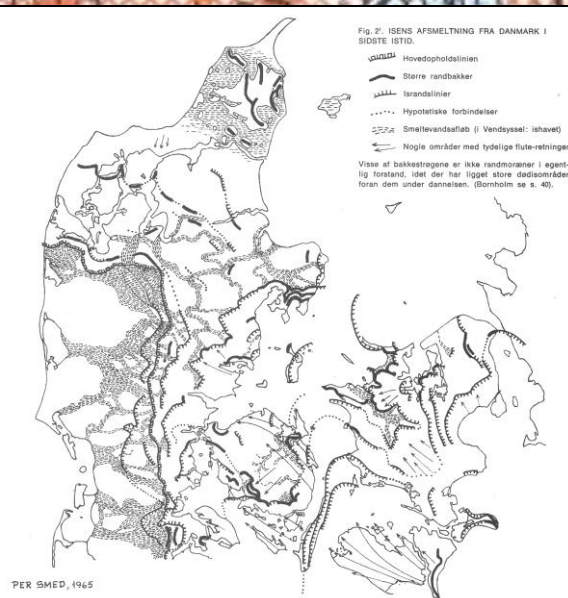 Fig. 2'. ISENS AFSMELTNING FRA DANMARK I
SIDSTE ISTID.
Hovedopholdslinien
Større randbakker
Israndslinier
Hypotetiske forbindelser
Smeltevandsafløb (i Vendsyssel: ishavet)
Nogle områder med tydelige flute-retninger
Visse af bakkestrøgene er ikke randmoræner i egent-
lig forstand, idet der har ligget store dødisområder
foran dem under dannelsen. (Bornholm se s. 40).
PER SMED, 1965